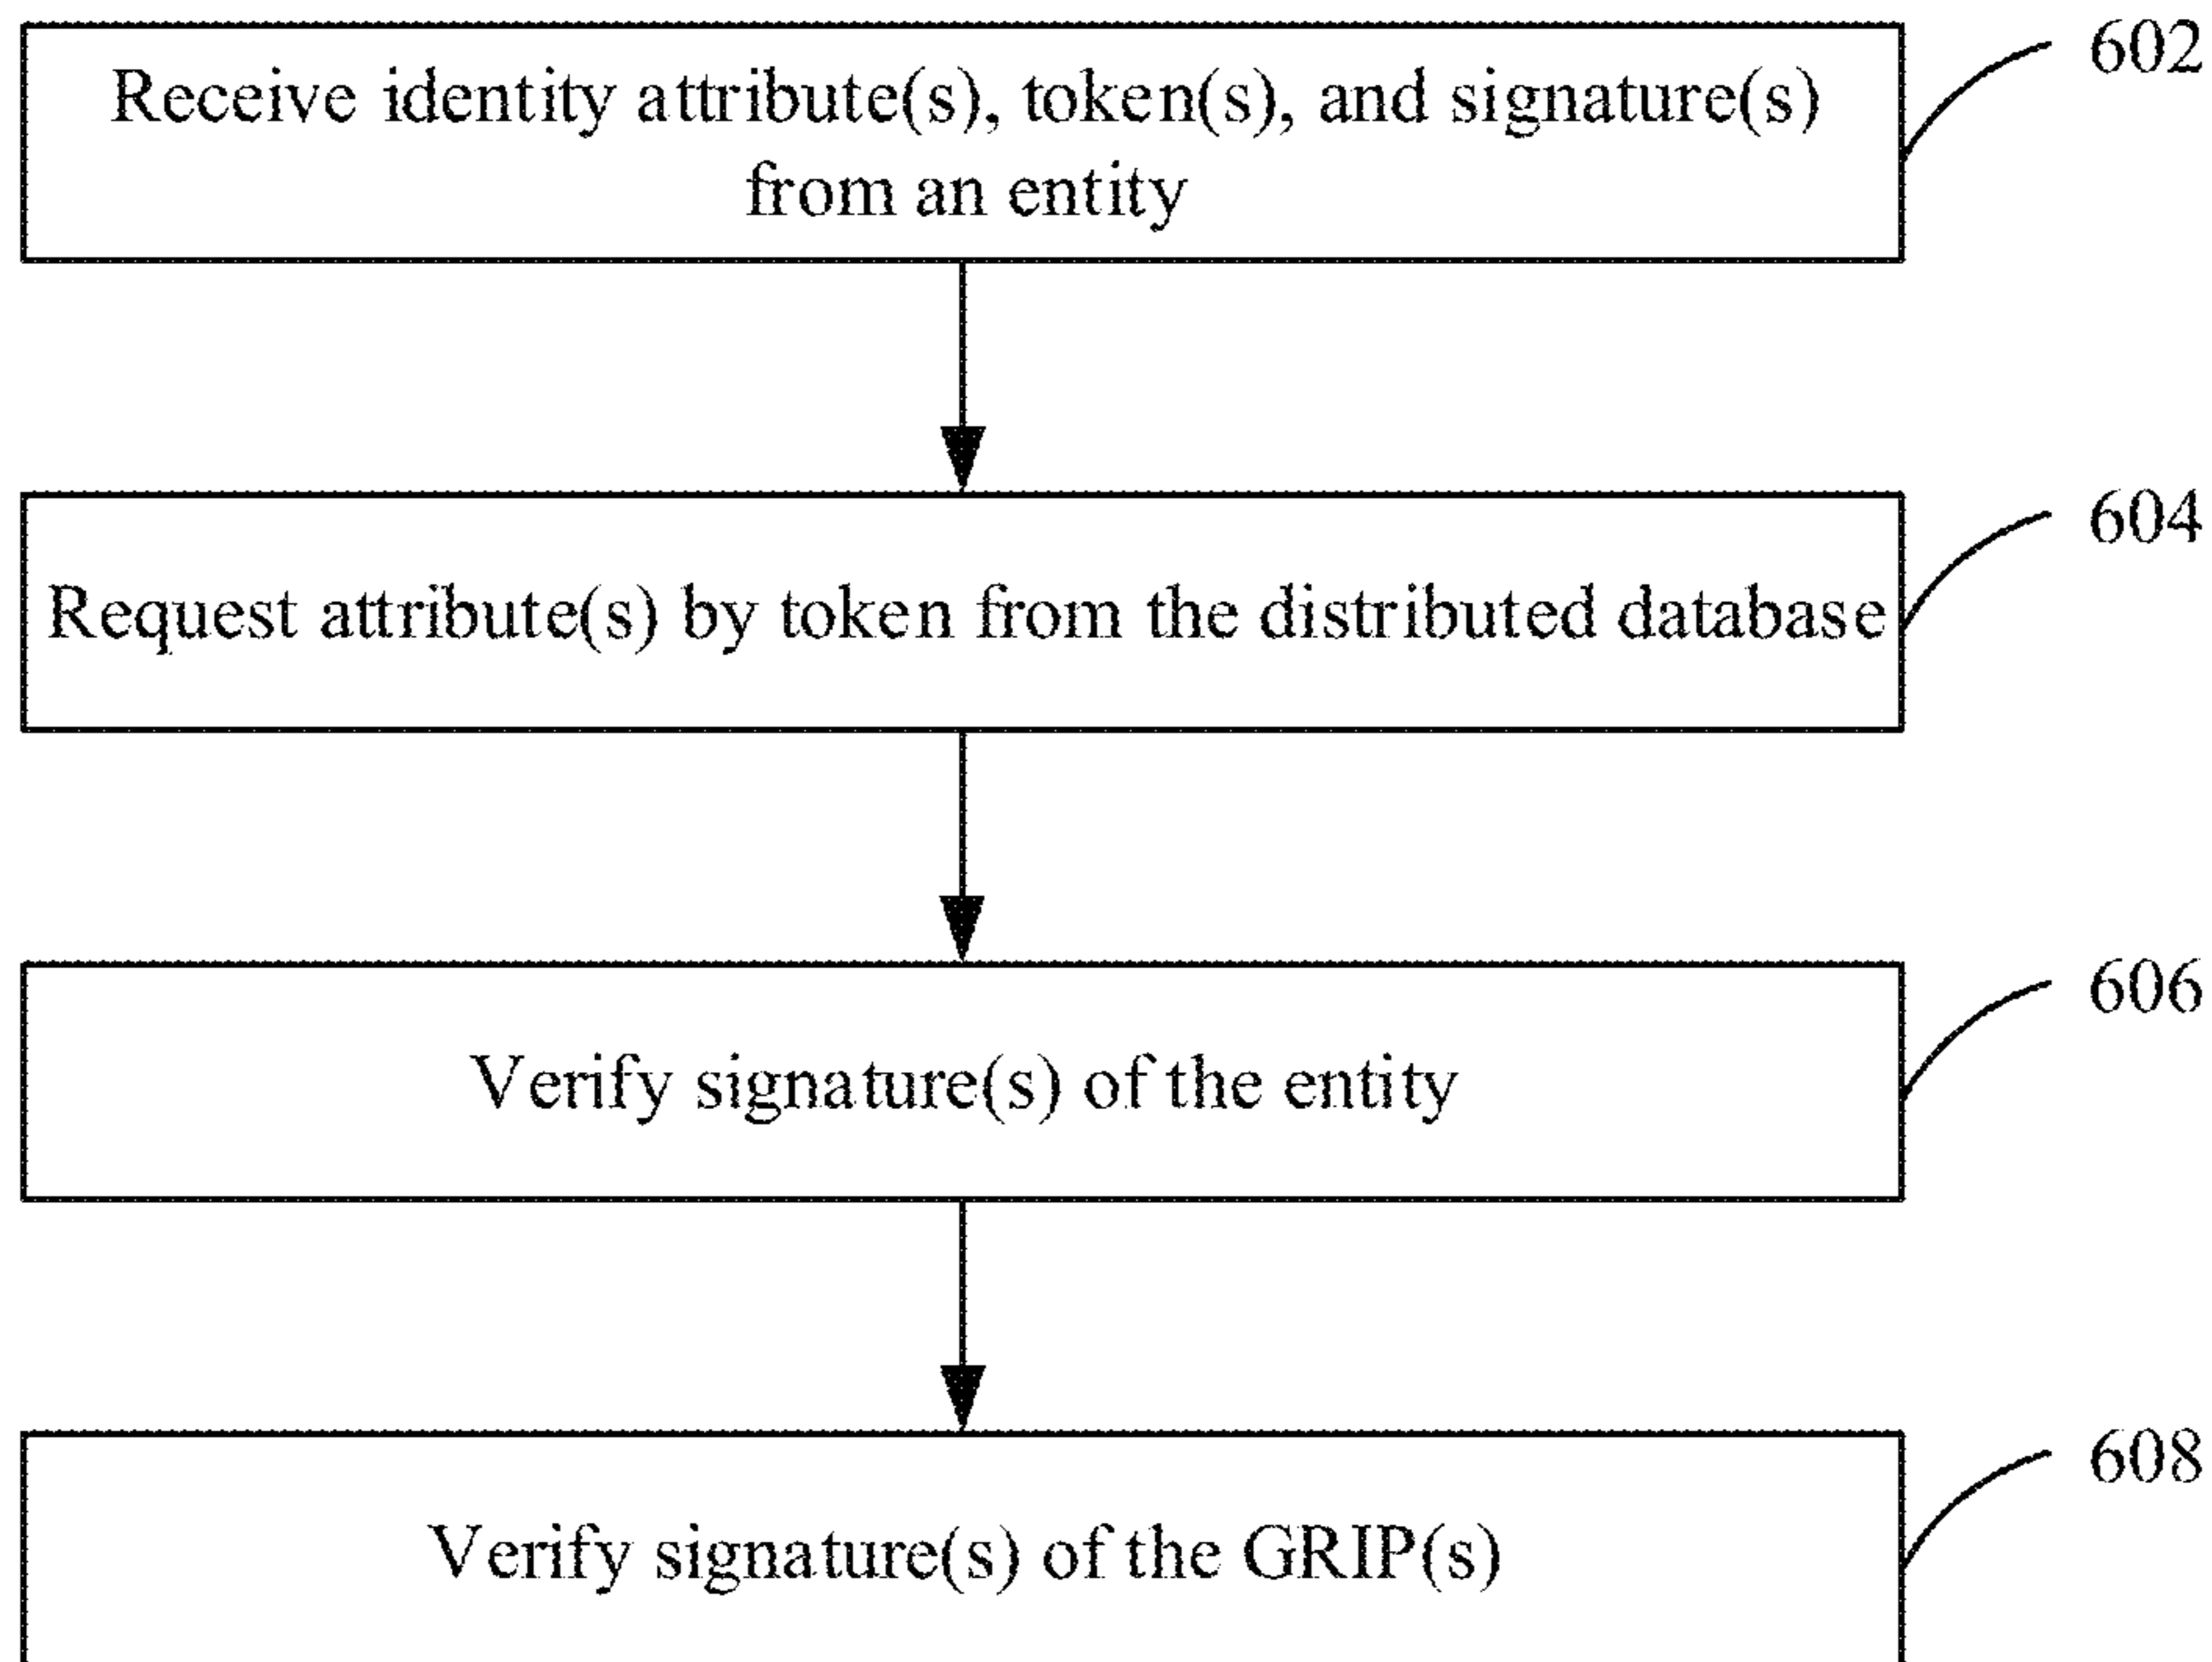 602
Receive identity attribute(s), token(s), and signature(s)
from an entity
604
Request attribute(s) by token from the distributed database
606
Verify signature(s) of the entity
608
Verify signature(s) of the GRIP(s)